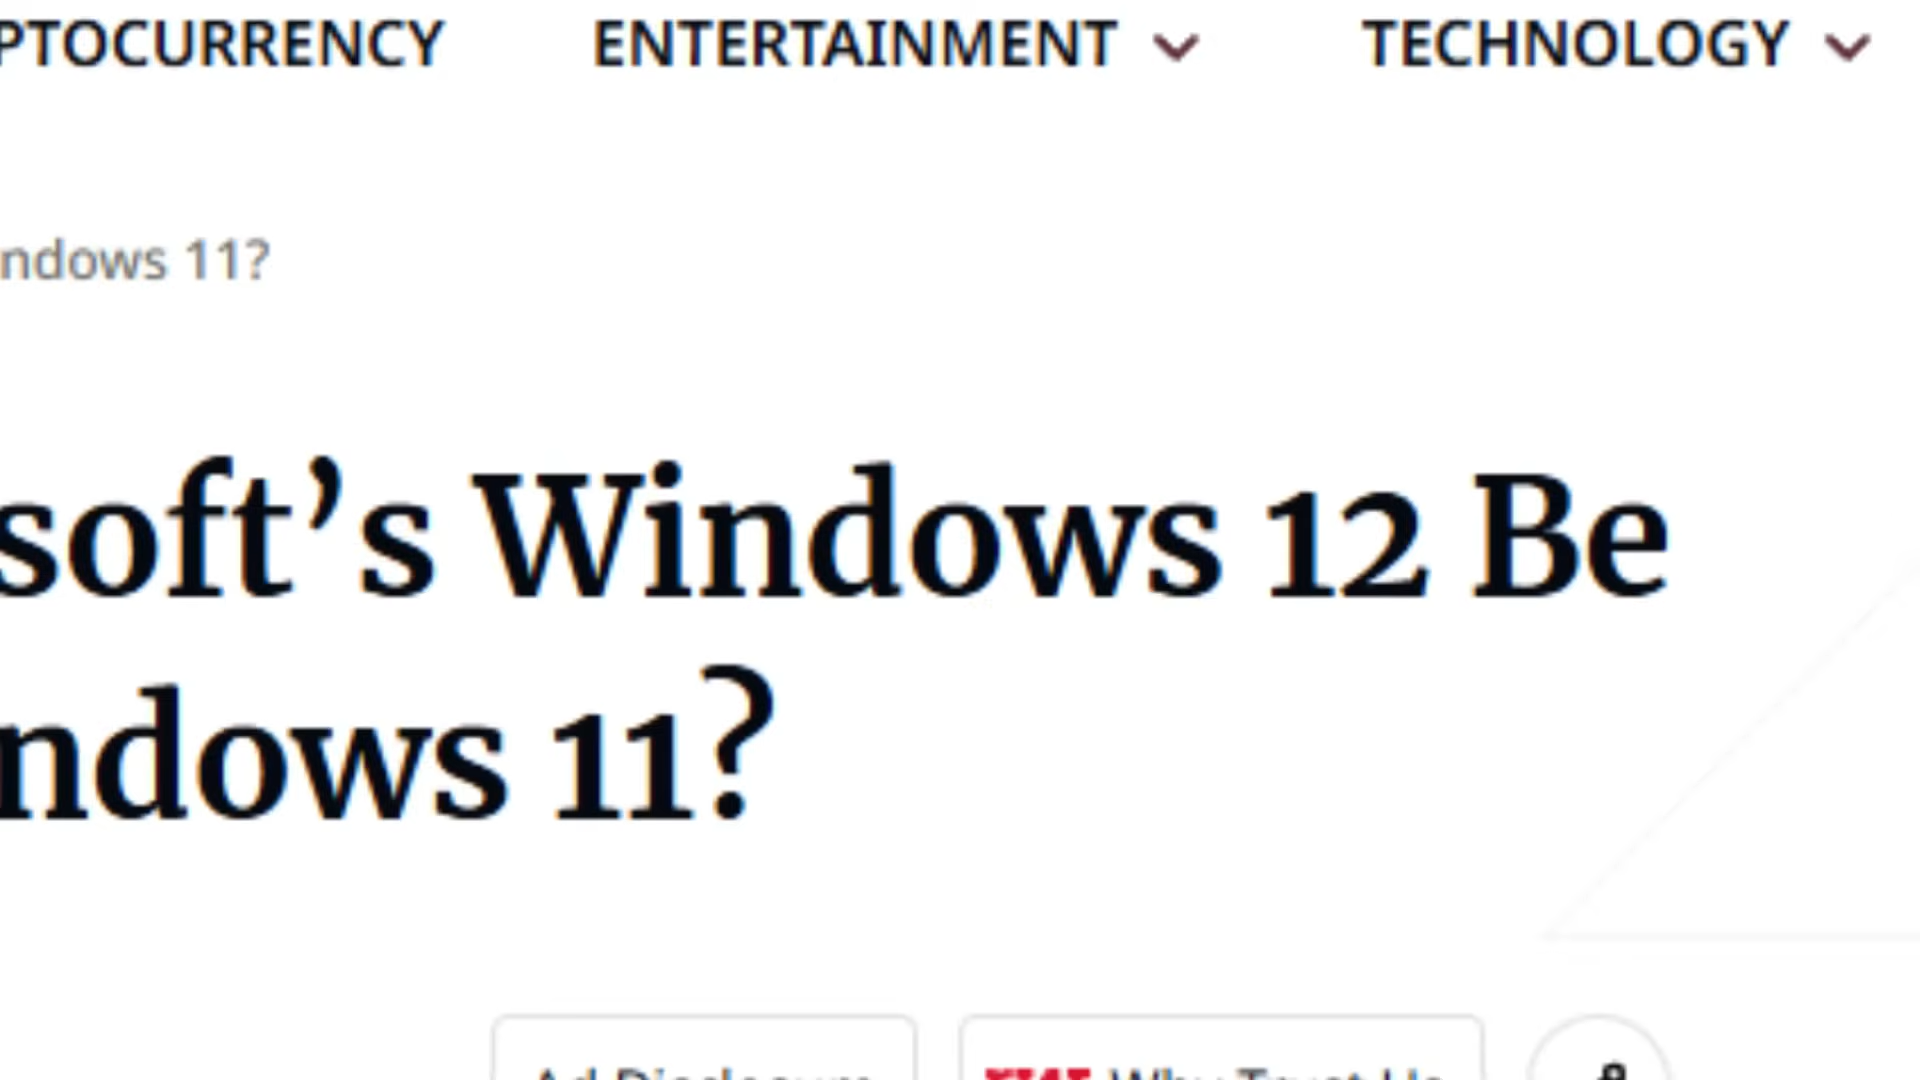 PTOCURRENCY ENTERTAINMENT TECHNOLOGY
ndows 11?
soft’s Windows 12 Be
ndows 11?
Ad Disclosure Why Trust Us